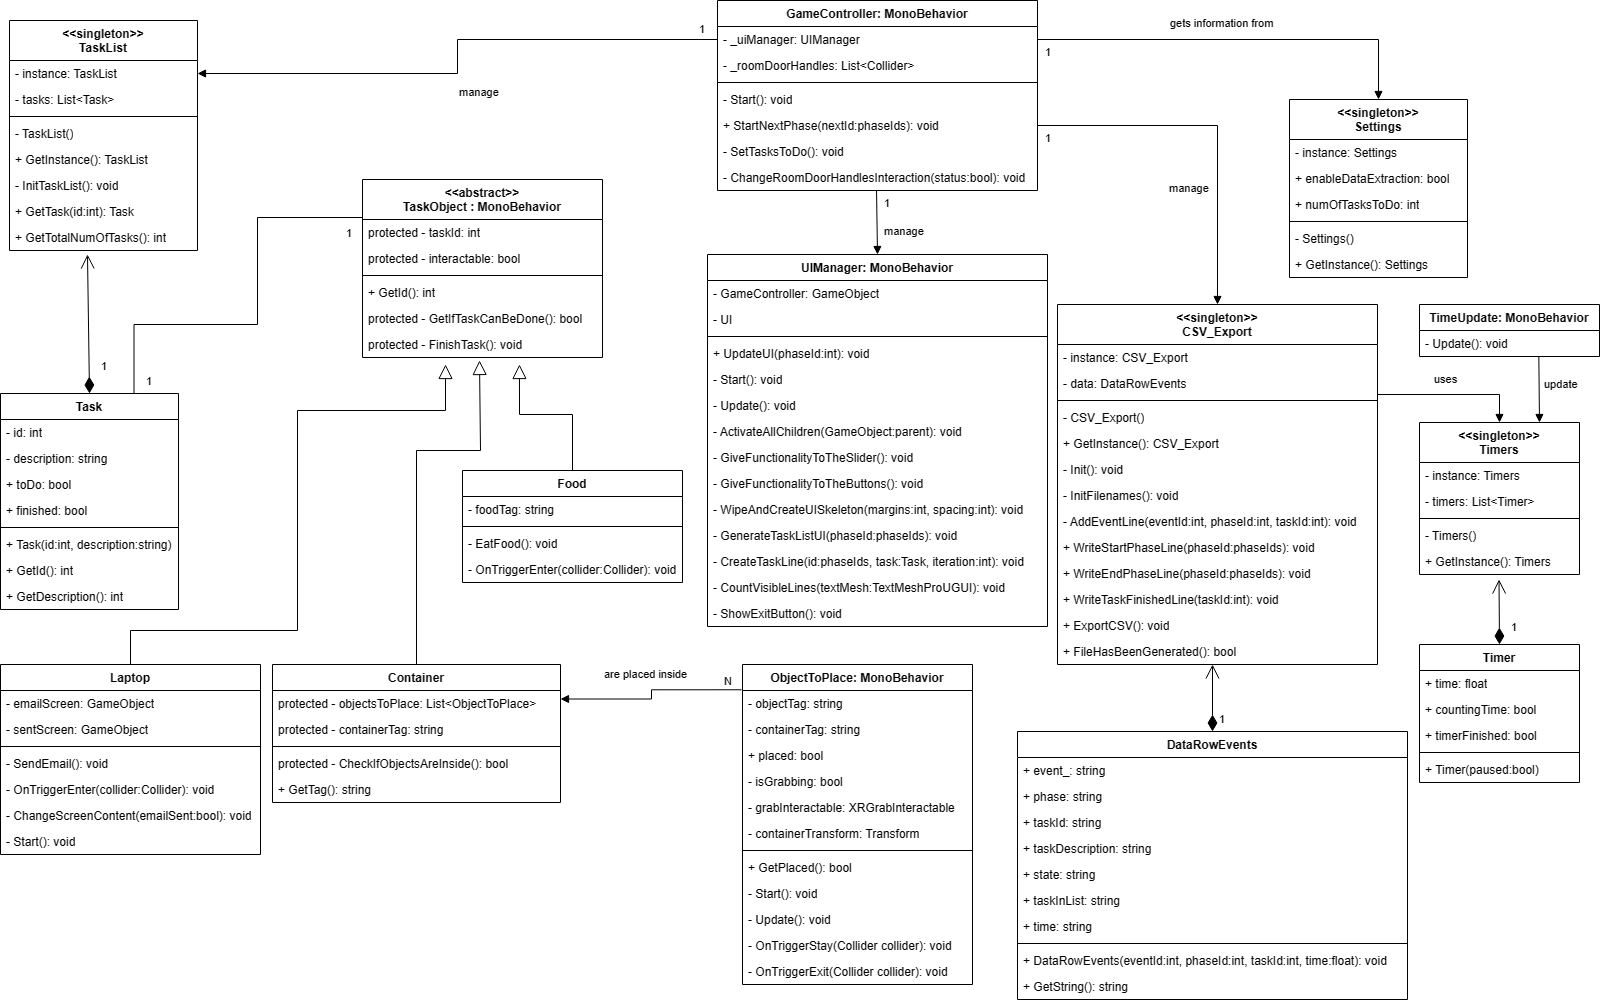 <<singleton>>
TaskList
- instance: TaskList
- tasks: List<Task>
- TaskList()
+ GetInstance(): TaskList
- InitTaskList(): void
+ GetTask(id:int): Task
+ GetTotalNumOfTasks(): int
1
manage
GameController: MonoBehavior
- _uiManager: UIManager
- _roomDoorHandles: List<Collider>
- Start(): void
+ StartNextPhase(nextId:phaseIds): void
- SetTasksToDo(): void
- ChangeRoomDoorHandlesInteraction(status:bool): void
gets information from
1
1
manage
<<singleton>>
Settings
- instance: Settings
+ enableDataExtraction: bool
+ numOfTasksToDo: int
- Settings()
+ GetInstance(): Settings
<<abstract>>
TaskObject : MonoBehavior
protected - taskId: int
protected - interactable: bool
+ GetId(): int
protected - GetIfTaskCanBeDone(): bool
protected - FinishTask(): void
1
1
manage
UIManager: MonoBehavior
- GameController: GameObject
- UI
+ UpdateUI(phaseId:int): void
- Start(): void
- Update(): void
- ActivateAllChildren(GameObject:parent): void
- GiveFunctionalityToTheSlider(): void
- GiveFunctionalityToTheButtons(): void
- WipeAndCreateUISkeleton(margins:int, spacing:int): void
- GenerateTaskListUI(phaseId:phaseIds): void
- CreateTaskLine(id:phaseIds, task:Task, iteration:int): void
- CountVisibleLines(textMesh:TextMeshProUGUI): void
- ShowExitButton(): void
<<singleton>>
CSV_Export
- instance: CSV_Export
- data: DataRowEvents
- CSV_Export()
+ GetInstance(): CSV_Export
- Init(): void
- InitFilenames(): void
- AddEventLine(eventId:int, phaseId:int, taskId:int): void
+ WriteStartPhaseLine(phaseId:phaseIds): void
+ WriteEndPhaseLine(phaseId:phaseIds): void
+ WriteTaskFinishedLine(taskId:int): void
+ ExportCSV(): void
+ FileHasBeenGenerated(): bool
TimeUpdate: MonoBehavior
- Update(): void
uses
update
<<singleton>>
Timers
- instance: Timers
- timers: List<Timer>
- Timers()
+ GetInstance(): Timers
1
Timer
+ time: float
+ countingTime: bool
+ timerFinished: bool
+ Timer(paused:bool)
1
1
Task
- id: int
- description: string
+ toDo: bool
+ finished: bool
+ Task(id:int, description:string)
+ GetId(): int
+ GetDescription(): int
Food
- foodTag: string
- EatFood(): void
- OnTriggerEnter(collider:Collider): void
Laptop
- emailScreen: GameObject
- sentScreen: GameObject
- SendEmail(): void
- OnTriggerEnter(collider:Collider): void
- ChangeScreenContent(emailSent:bool): void
- Start(): void
Container
protected - objectsToPlace: List<ObjectToPlace>
protected - containerTag: string
protected - CheckIfObjectsAreInside(): bool
+ GetTag(): string
are placed inside
N
ObjectToPlace: MonoBehavior
- objectTag: string
- containerTag: string
+ placed: bool
- isGrabbing: bool
- grabInteractable: XRGrabInteractable
- containerTransform: Transform
+ GetPlaced(): bool
- Start(): void
- Update(): void
- OnTriggerStay(Collider collider): void
- OnTriggerExit(Collider collider): void
1
DataRowEvents
+ event_: string
+ phase: string
+ taskId: string
+ taskDescription: string
+ state: string
+ taskInList: string
+ time: string
+ DataRowEvents(eventId:int, phaseId:int, taskId:int, time:float): void
+ GetString(): string